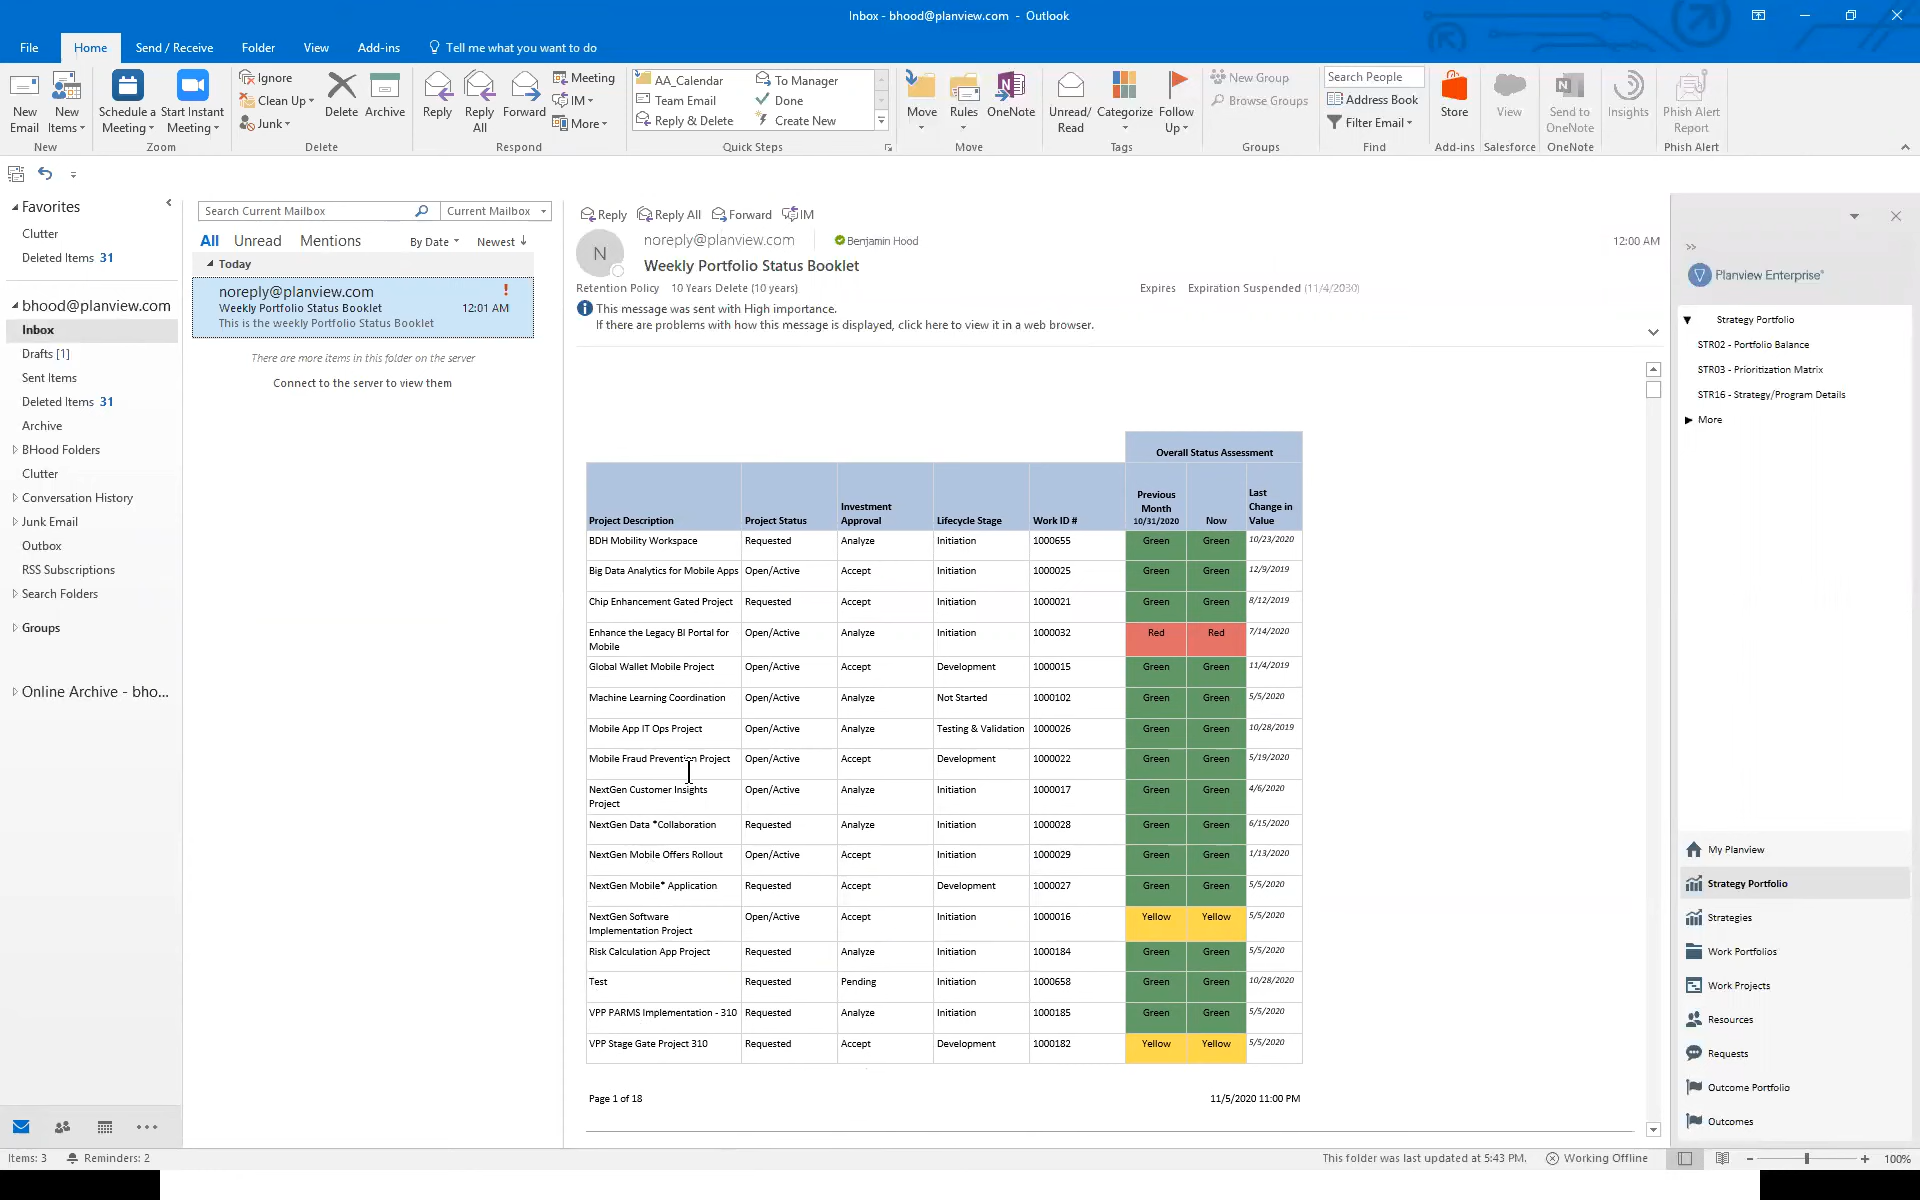 Inbox - bhood@planview.com - Outlook
File Home Send / Receive Folder View Add-ins Tell me what you want to do
New Email
New Items
New
Schedule a Meeting
Start Instant Meeting
Zoom
Ignore
Clean Up
Junk
Delete
Archive
Delete
Reply
Reply All
Forward
Meeting
IM
More
Respond
AA_Calendar
Team Email
Reply & Delete
To Manager
Done
Create New
Quick Steps
Move
Rules
OneNote
Move
Unread/ Read
Categorize
Follow Up
Tags
New Group
Browse Groups
Groups
Search People
Address Book
Filter Email
Find
Store
Add-ins
View
Salesforce
Send to OneNote
OneNote
Insights
Phish Alert Report
Phish Alert
Favorites
Clutter
Deleted Items 31
bhood@planview.com
Inbox
Drafts [1]
Sent Items
Deleted Items 31
Archive
BHood Folders
Clutter
Conversation History
Junk Email
Outbox
RSS Subscriptions
Search Folders
Groups
Online Archive - bho...
Search Current Mailbox Current Mailbox
All Unread Mentions By Date Newest
Today
noreply@planview.com !
Weekly Portfolio Status Booklet 12:01 AM
This is the weekly Portfolio Status Booklet
There are more items in this folder on the server
Connect to the server to view them
Reply Reply All Forward IM
N
noreply@planview.com Benjamin Hood 12:00 AM
Weekly Portfolio Status Booklet
Retention Policy 10 Years Delete (10 years) Expires Expiration Suspended (11/4/2030)
This message was sent with High importance.
If there are problems with how this message is displayed, click here to view it in a web browser.
Overall Status Assessment
Project Description Project Status Investment Approval Lifecycle Stage Work ID # Previous Month 10/31/2020 Now Last Change in Value
BDH Mobility Workspace Requested Analyze Initiation 1000655 Green Green 10/23/2020
Big Data Analytics for Mobile Apps Open/Active Accept Initiation 1000025 Green Green 12/9/2019
Chip Enhancement Gated Project Requested Accept Initiation 1000021 Green Green 8/12/2019
Enhance the Legacy BI Portal for Mobile Open/Active Analyze Initiation 1000032 Red Red 7/14/2020
Global Wallet Mobile Project Open/Active Accept Development 1000015 Green Green 11/4/2019
Machine Learning Coordination Open/Active Analyze Not Started 1000102 Green Green 5/5/2020
Mobile App IT Ops Project Open/Active Analyze Testing & Validation 1000026 Green Green 10/28/2019
Mobile Fraud Prevention Project Open/Active Accept Development 1000022 Green Green 5/19/2020
NextGen Customer Insights Project Open/Active Analyze Initiation 1000017 Green Green 4/6/2020
NextGen Data *Collaboration Requested Analyze Initiation 1000028 Green Green 6/15/2020
NextGen Mobile Offers Rollout Open/Active Accept Initiation 1000029 Green Green 1/13/2020
NextGen Mobile* Application Requested Accept Development 1000027 Green Green 5/5/2020
NextGen Software Implementation Project Open/Active Accept Initiation 1000016 Yellow Yellow 5/5/2020
Risk Calculation App Project Requested Analyze Initiation 1000184 Green Green 5/5/2020
Test Requested Pending Initiation 1000658 Green Green 10/28/2020
VPP PARMS Implementation - 310 Requested Analyze Initiation 1000185 Green Green 5/5/2020
VPP Stage Gate Project 310 Requested Accept Development 1000182 Yellow Yellow 5/5/2020
Page 1 of 18 11/5/2020 11:00 PM
Planview Enterprise®
Strategy Portfolio
STR02 - Portfolio Balance
STR03 - Prioritization Matrix
STR16 - Strategy/Program Details
More
My Planview
Strategy Portfolio
Strategies
Work Portfolios
Work Projects
Resources
Requests
Outcome Portfolio
Outcomes
Items: 3 Reminders: 2 This folder was last updated at 5:43 PM. Working Offline 100%